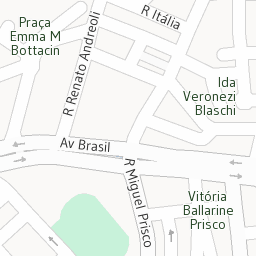 R Itália
Praça
Emma M
Bottacin
R Renato Andreoli
Ida
Veronezi
Blaschi
Av Brasil
R Miguel Prisco
Vitória
Ballarine
Prisco